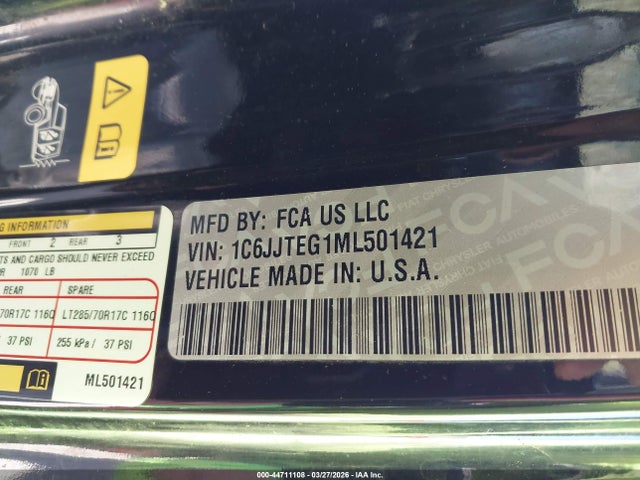 MFD BY: FCA US LLC
VIN: 1C6JJTEG1ML501421
VEHICLE MADE IN: U.S.A.
INFORMATION
FRONT 2 REAR 3
AND CARGO SHOULD NEVER EXCEED
1070 LB
REAR SPARE
/70R17C 116Q LT285/70R17C 116Q
37 PSI 255 kPa / 37 PSI
ML501421
000-44711108 - 03/27/2026 - IAA Inc.